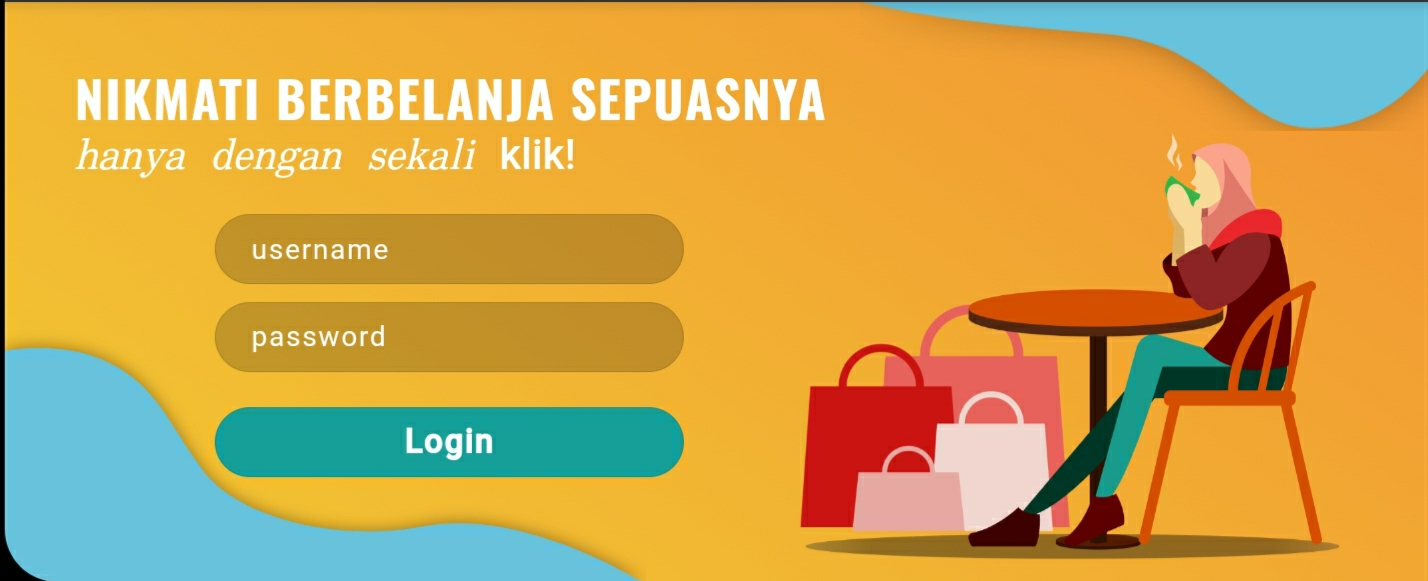 NIKMATI BERBELANJA SEPUASNYA
hanya dengan sekali klik!
username
password
Login